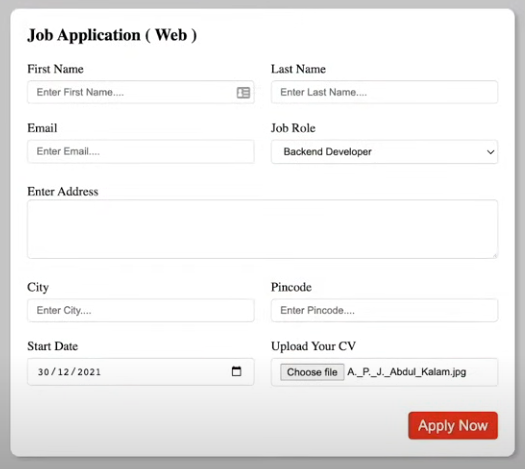 Job Application ( Web )
First Name
Last Name
Enter First Name....
Enter Last Name....
Email
Job Role
Enter Email....
Backend Developer
Enter Address
City
Pincode
Enter City....
Enter Pincode....
Start Date
Upload Your CV
30/12/2021
Choose file A._P._J._Abdul_Kalam.jpg
Apply Now